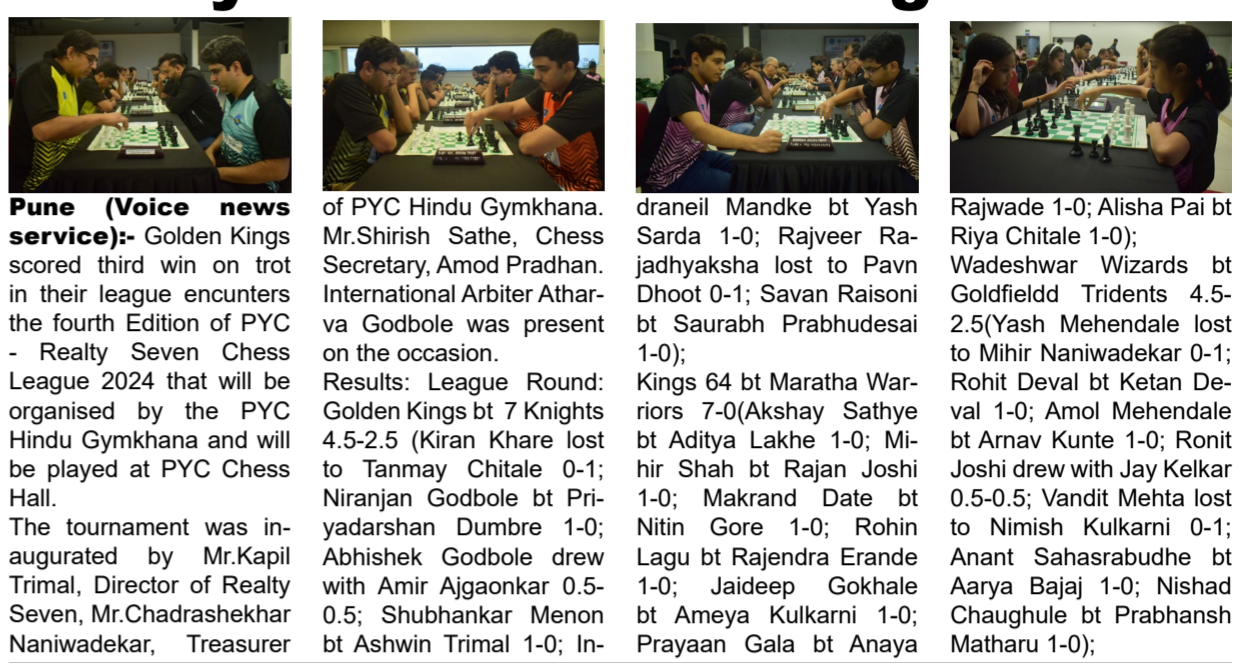 Pune (Voice news
service):- Golden Kings
scored third win on trot
in their league encunters
the fourth Edition of PYC
- Realty Seven Chess
League 2024 that will be
organised by the PYC
Hindu Gymkhana and will
be played at PYC Chess
Hall.
The tournament was in-
augurated by Mr.Kapil
Trimal, Director of Realty
Seven, Mr.Chadrashekhar
Naniwadekar, Treasurer
of PYC Hindu Gymkhana.
Mr.Shirish Sathe, Chess
Secretary, Amod Pradhan.
International Arbiter Athar-
va Godbole was present
on the occasion.
Results: League Round:
Golden Kings bt 7 Knights
4.5-2.5 (Kiran Khare lost
to Tanmay Chitale 0-1;
Niranjan Godbole bt Pri-
yadarshan Dumbre 1-0;
Abhishek Godbole drew
with Amir Ajgaonkar 0.5-
0.5; Shubhankar Menon
bt Ashwin Trimal 1-0; In-
draneil Mandke bt Yash
Sarda 1-0; Rajveer Ra-
jadhyaksha lost to Pavn
Dhoot 0-1; Savan Raisoni
bt Saurabh Prabhudesai
1-0);
Kings 64 bt Maratha War-
riors 7-0(Akshay Sathye
bt Aditya Lakhe 1-0; Mi-
hir Shah bt Rajan Joshi
1-0; Makrand Date bt
Nitin Gore 1-0; Rohin
Lagu bt Rajendra Erande
1-0; Jaideep Gokhale
bt Ameya Kulkarni 1-0;
Prayaan Gala bt Anaya
Rajwade 1-0; Alisha Pai bt
Riya Chitale 1-0);
Wadeshwar Wizards bt
Goldfieldd Tridents 4.5-
2.5(Yash Mehendale lost
to Mihir Naniwadekar 0-1;
Rohit Deval bt Ketan De-
val 1-0; Amol Mehendale
bt Arnav Kunte 1-0; Ronit
Joshi drew with Jay Kelkar
0.5-0.5; Vandit Mehta lost
to Nimish Kulkarni 0-1;
Anant Sahasrabudhe bt
Aarya Bajaj 1-0; Nishad
Chaughule bt Prabhansh
Matharu 1-0);